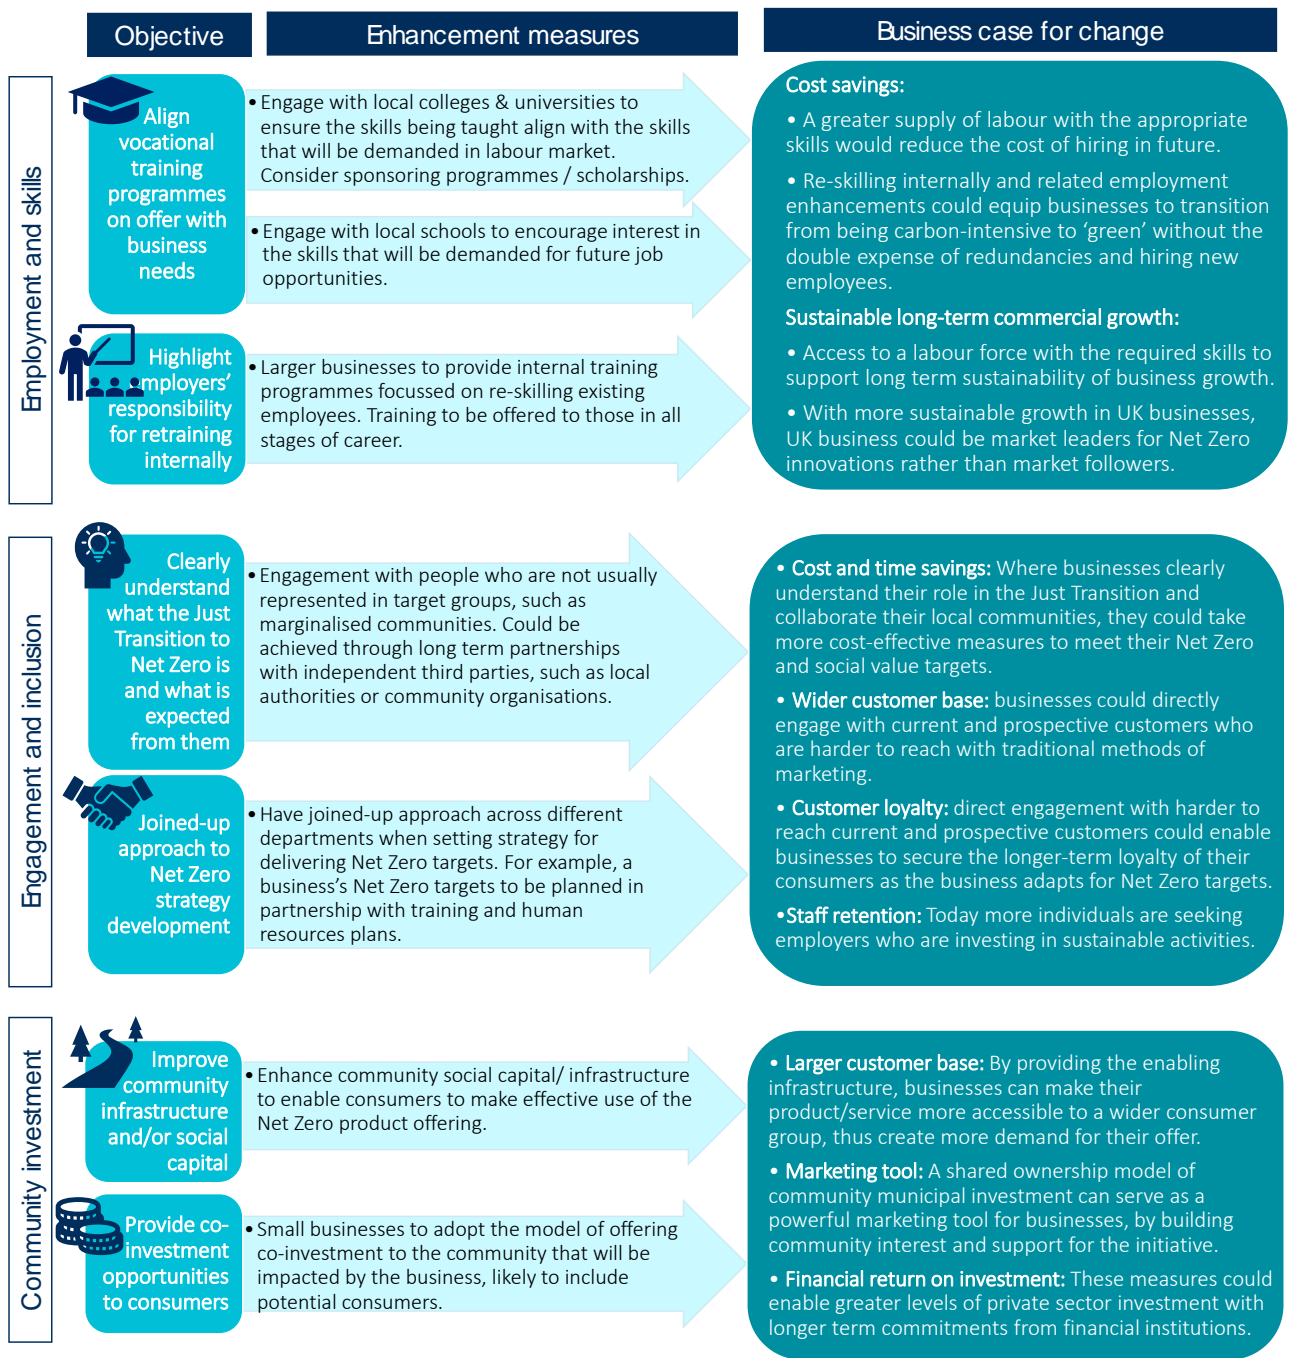 Objective
Enhancement measures
Business case for change
Employment and skills
Align
vocational
training
programmes
on offer with
business
needs
• Engage with local colleges & universities to
ensure the skills being taught align with the skills
that will be demanded in labour market.
Consider sponsoring programmes / scholarships.
• Engage with local schools to encourage interest in
the skills that will be demanded for future job
opportunities.
Highlight
employers’
responsibility
for retraining
internally
• Larger businesses to provide internal training
programmes focussed on re-skilling existing
employees. Training to be offered to those in all
stages of career.
Cost savings:
• A greater supply of labour with the appropriate
skills would reduce the cost of hiring in future.
• Re-skilling internally and related employment
enhancements could equip businesses to transition
from being carbon-intensive to ‘green’ without the
double expense of redundancies and hiring new
employees.
Sustainable long-term commercial growth:
• Access to a labour force with the required skills to
support long term sustainability of business growth.
• With more sustainable growth in UK businesses,
UK business could be market leaders for Net Zero
innovations rather than market followers.
Engagement and inclusion
Clearly
understand
what the Just
Transition to
Net Zero is
and what is
expected
from them
• Engagement with people who are not usually
represented in target groups, such as
marginalised communities. Could be
achieved through long term partnerships
with independent third parties, such as local
authorities or community organisations.
Joined-up
approach to
Net Zero
strategy
development
• Have joined-up approach across different
departments when setting strategy for
delivering Net Zero targets. For example, a
business’s Net Zero targets to be planned in
partnership with training and human
resources plans.
• Cost and time savings: Where businesses clearly
understand their role in the Just Transition and
collaborate their local communities, they could take
more cost-effective measures to meet their Net Zero
and social value targets.
• Wider customer base: businesses could directly
engage with current and prospective customers who
are harder to reach with traditional methods of
marketing.
• Customer loyalty: direct engagement with harder to
reach current and prospective customers could enable
businesses to secure the longer-term loyalty of their
consumers as the business adapts for Net Zero targets.
•Staff retention: Today more individuals are seeking
employers who are investing in sustainable activities.
Community investment
Improve
community
infrastructure
and/or social
capital
• Enhance community social capital/ infrastructure
to enable consumers to make effective use of the
Net Zero product offering.
Provide co-
investment
opportunities
to consumers
• Small businesses to adopt the model of offering
co-investment to the community that will be
impacted by the business, likely to include
potential consumers.
• Larger customer base: By providing the enabling
infrastructure, businesses can make their
product/service more accessible to a wider consumer
group, thus create more demand for their offer.
• Marketing tool: A shared ownership model of
community municipal investment can serve as a
powerful marketing tool for businesses, by building
community interest and support for the initiative.
• Financial return on investment: These measures could
enable greater levels of private sector investment with
longer term commitments from financial institutions.